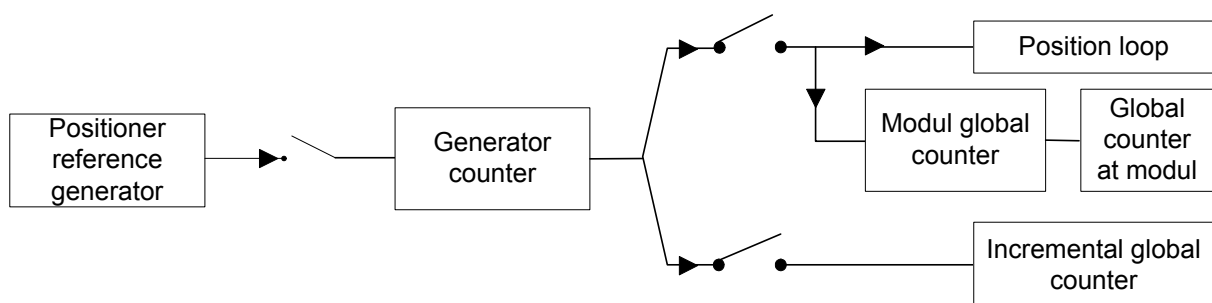 Positioner
reference
generator
Generator
counter
Position loop
Modul global
counter
Global
counter
at modul
Incremental global
counter